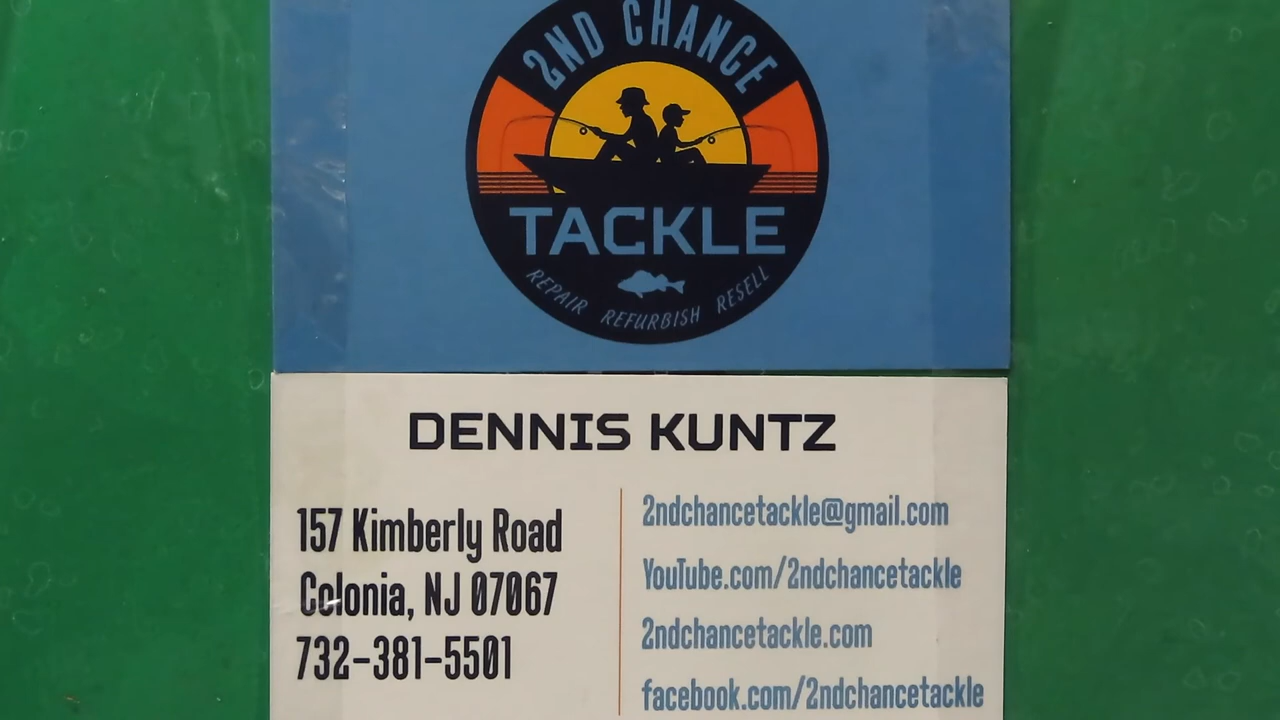 2ND CHANCE
TACKLE
REPAIR REFURBISH RESELL
DENNIS KUNTZ
157 Kimberly Road
Colonia, NJ 07067
732-381-5501
2ndchancetackle@gmail.com
YouTube.com/2ndchancetackle
2ndchancetackle.com
facebook.com/2ndchancetackle